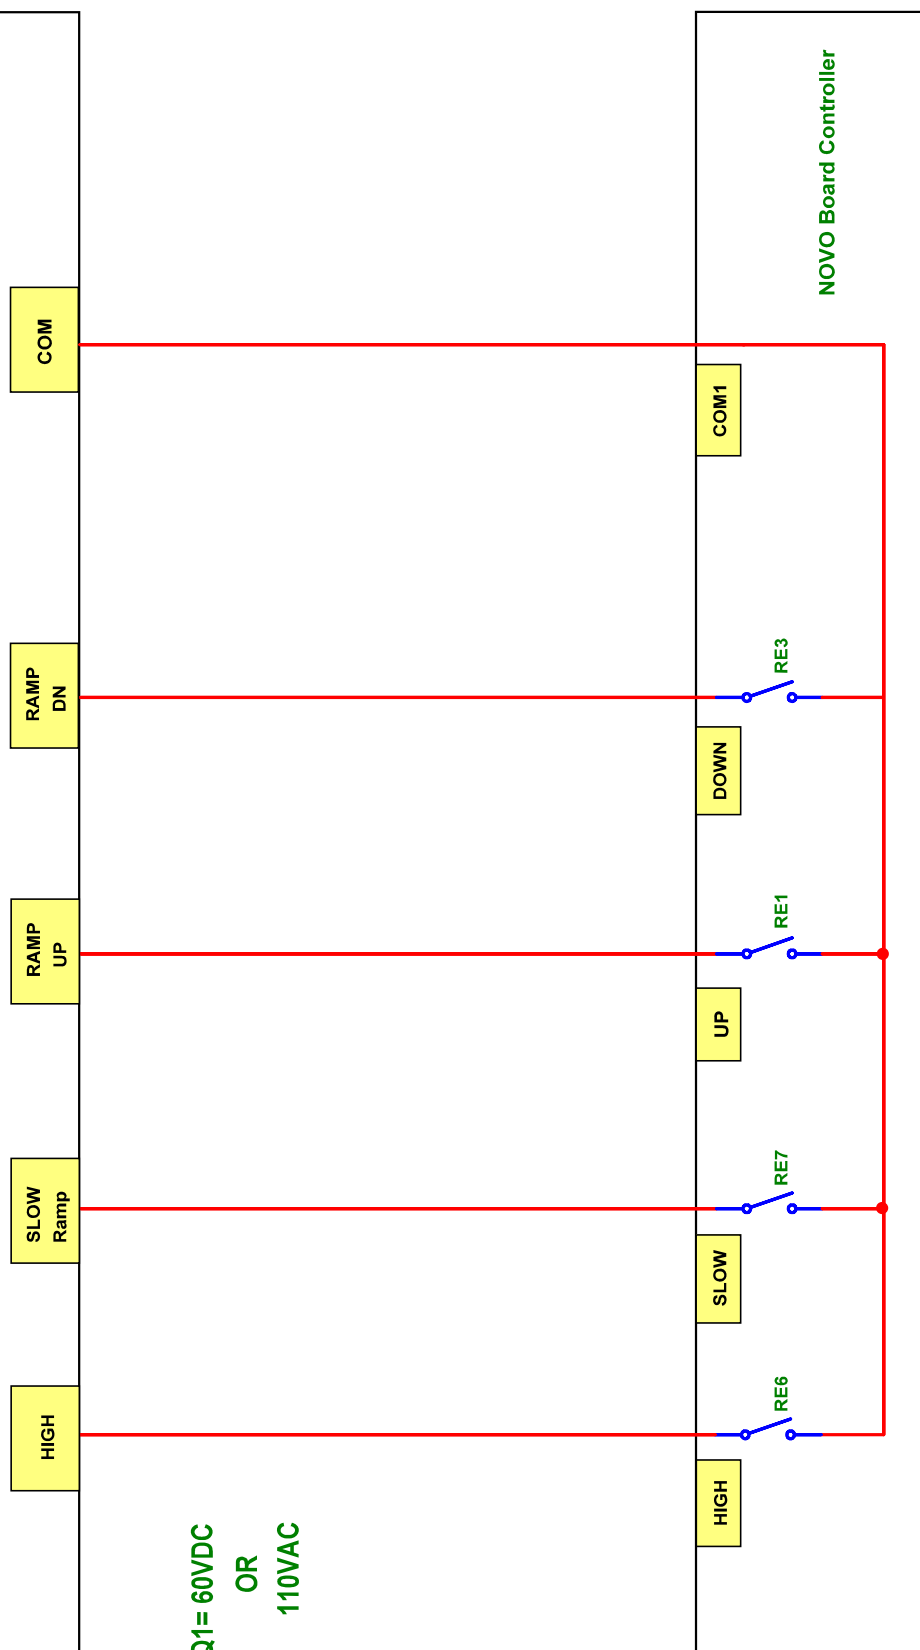 HIGH
SLOW
Ramp
RAMP
UP
RAMP
DN
COM
Q1= 60VDC
OR
110VAC
HIGH
SLOW
UP
DOWN
COM1
RE6
RE7
RE1
RE3
NOVO Board Controller